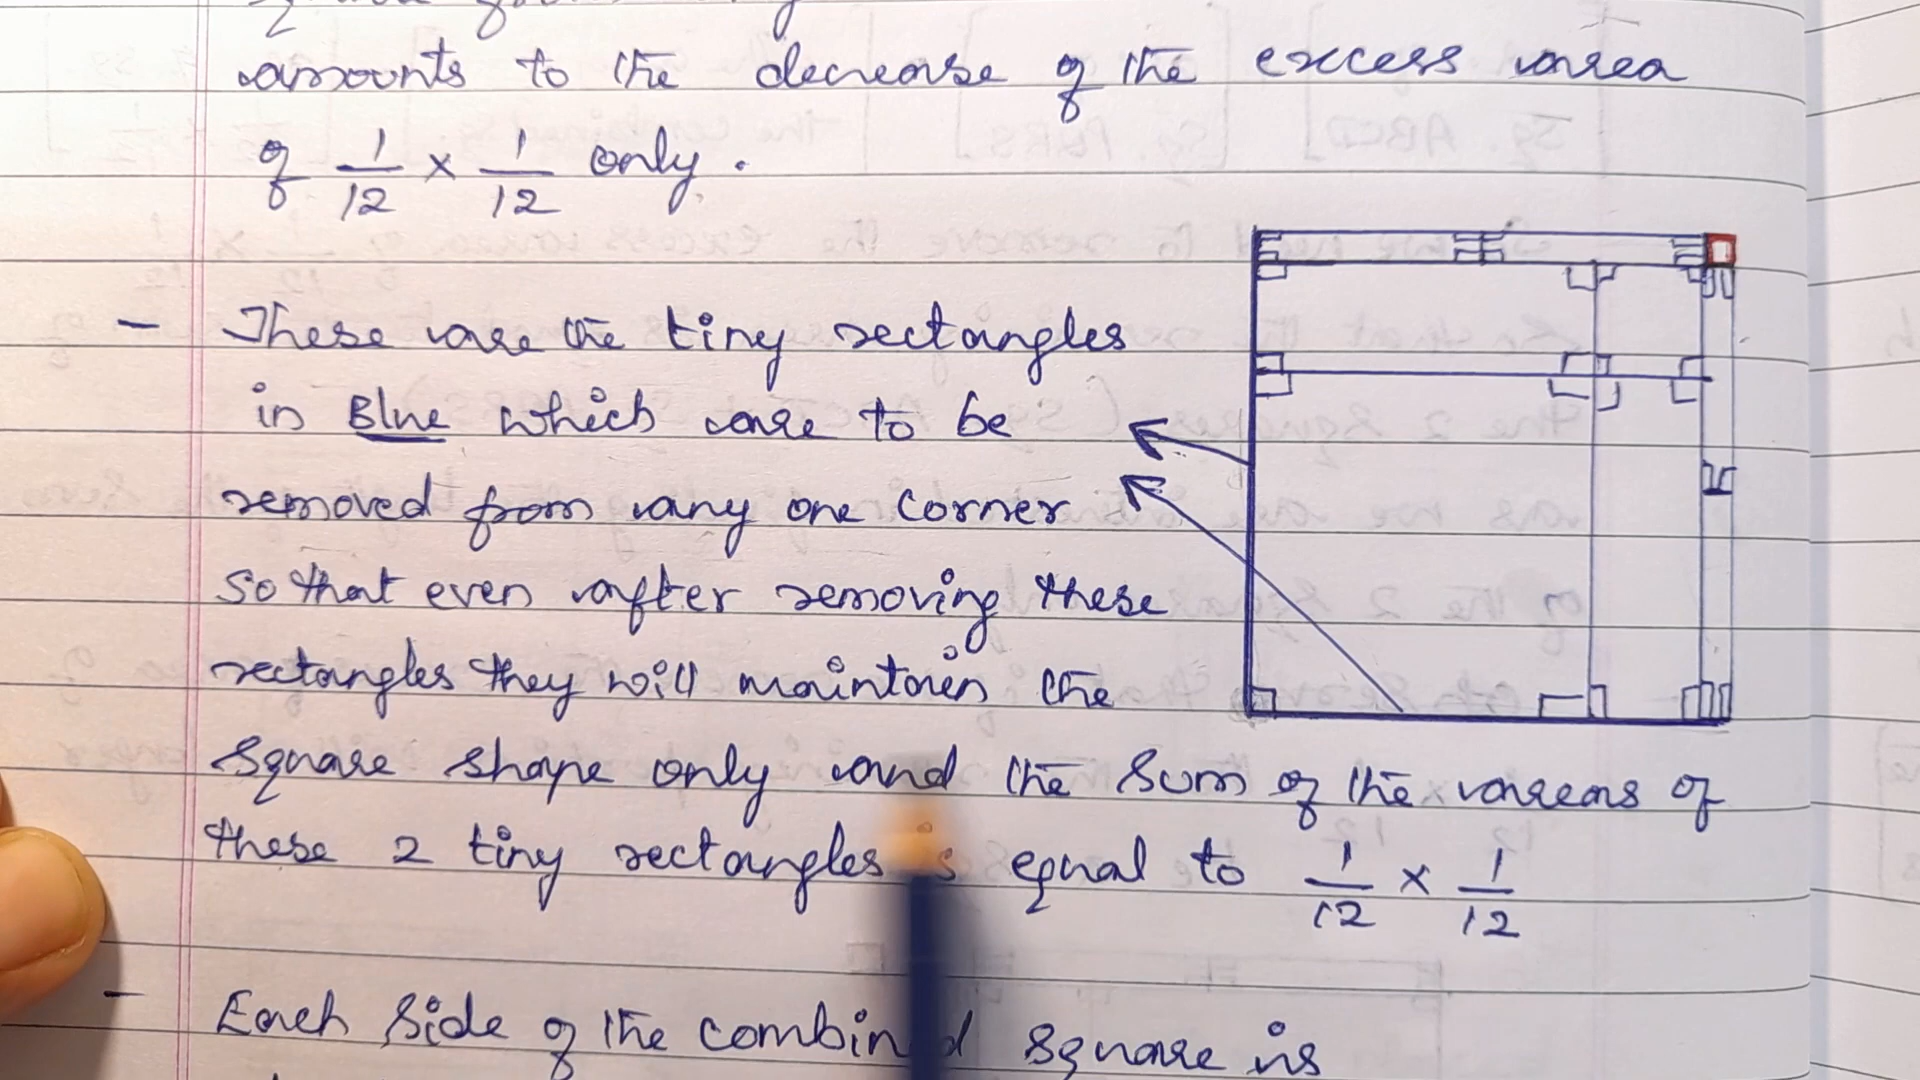 amounts to the decrease of the excess area
of 1/12 × 1/12 only.
- These are the tiny rectangles
in Blue which are to be
removed from any one corner
so that even after removing these
rectangles they will maintain the
square shape only and the sum of the areas of
these 2 tiny rectangles is equal to 1/12 × 1/12
- Each side of the combined square is